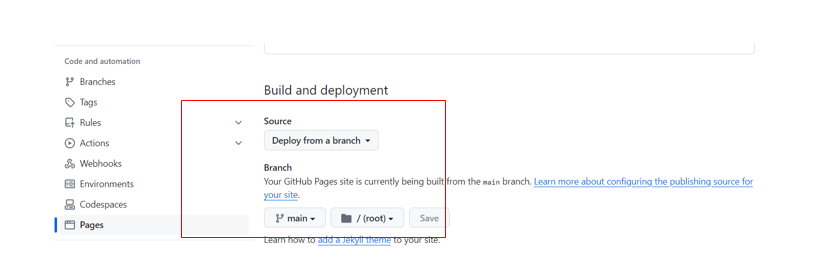 Code and automation
Branches
Tags
Rules
Actions
Webhooks
Environments
Codespaces
Pages
Build and deployment
Source
Deploy from a branch
Branch
Your GitHub Pages site is currently being built from the main branch. Learn more about configuring the publishing source for
your site.
main / (root) Save
Learn how to add a Jekyll theme to your site.